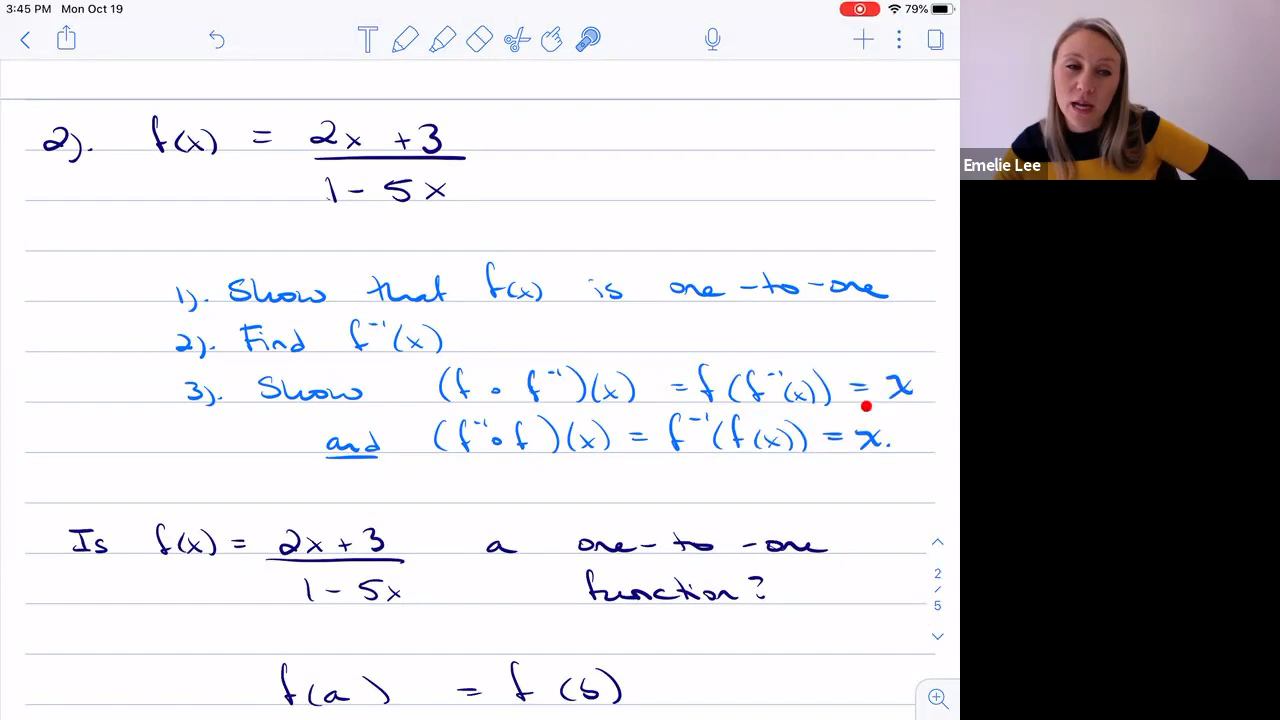 3:45 PM Mon Oct 19
79%
Emelie Lee
2). f(x) = 2x + 3
1 - 5x
1). Show that f(x) is one-to-one
2). Find f⁻¹(x)
3). Show (f ∘ f⁻¹)(x) = f(f⁻¹(x)) = x
and (f⁻¹∘ f)(x) = f⁻¹(f(x)) = x.
Is f(x) = 2x + 3 a one-to-one
1 - 5x function?
2/5
f(a) = f(b)